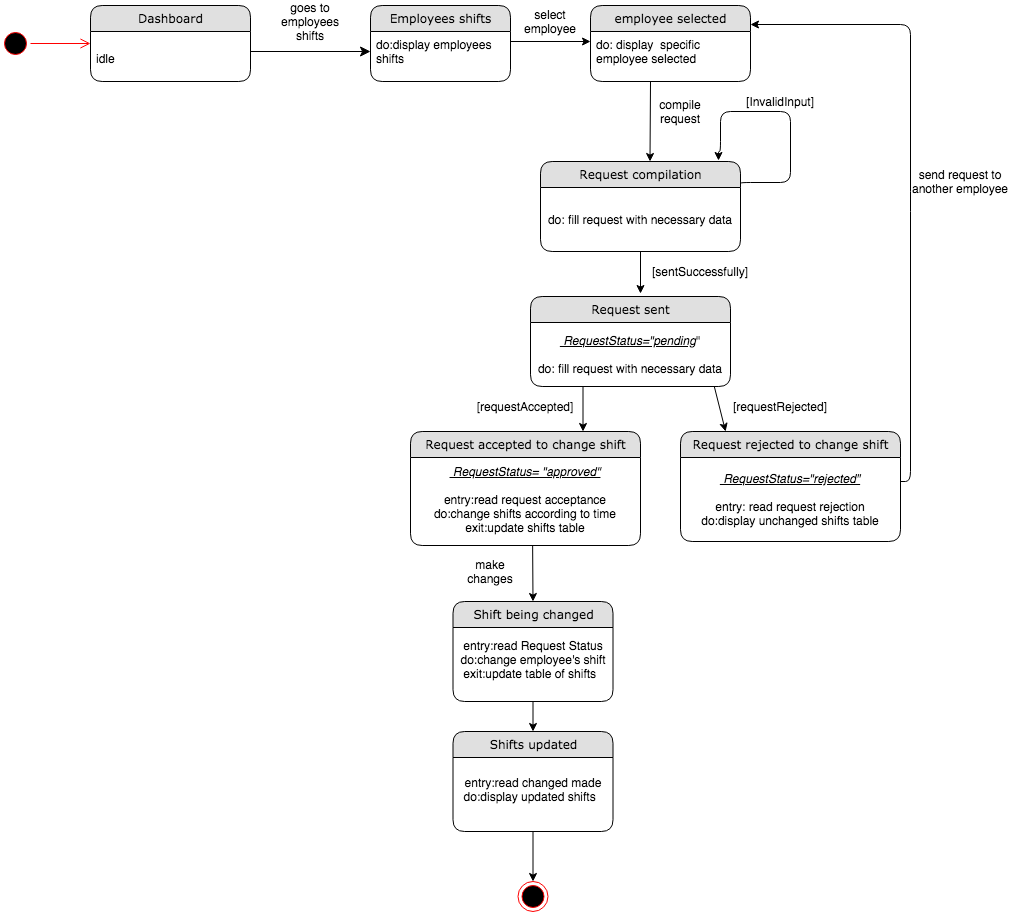 Dashboard
idle
goes to
employees
shifts
Employees shifts
do:display employees
shifts
select
employee
employee selected
do: display specific
employee selected
compile
request
[InvalidInput]
Request compilation
do: fill request with necessary data
send request to
another employee
[sentSuccessfully]
Request sent
RequestStatus="pending"
do: fill request with necessary data
[requestAccepted]
[requestRejected]
Request accepted to change shift
RequestStatus= "approved"
entry:read request acceptance
do:change shifts according to time
exit:update shifts table
Request rejected to change shift
RequestStatus="rejected"
entry: read request rejection
do:display unchanged shifts table
make
changes
Shift being changed
entry:read Request Status
do:change employee's shift
exit:update table of shifts
Shifts updated
entry:read changed made
do:display updated shifts